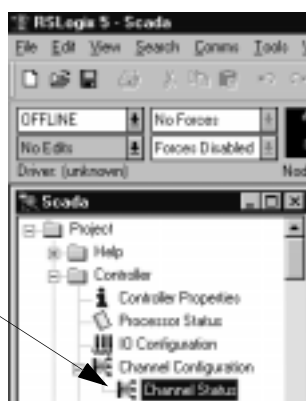 RSLogix 5 - Scada
File Edit View Search Comms Tools
OFFLINE No Forces
No Edits Forces Disabled
Driver: (unknown) Nod
Scada
Project
Help
Controller
Controller Properties
Processor Status
IO Configuration
Channel Configuration
Channel Status